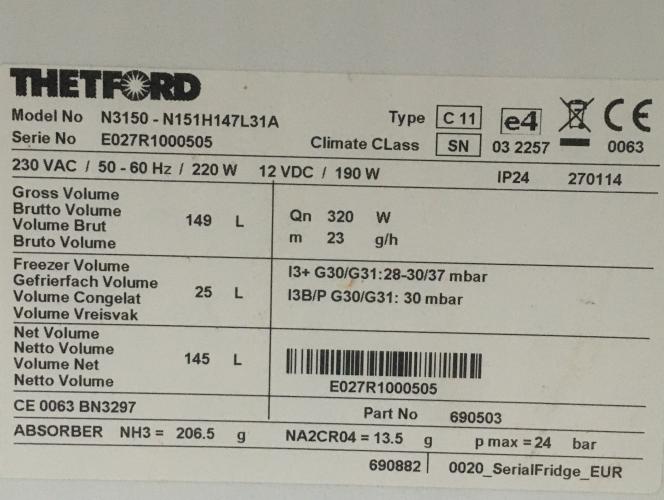 THETFORD
Model No N3150 - N151H147L31A Type C 11 e4 CE
Serie No E027R1000505 Climate CLass SN 03 2257 0063
230 VAC / 50 - 60 Hz / 220 W 12 VDC / 190 W IP24 270114
Gross Volume
Brutto Volume
Volume Brut
Bruto Volume
149 L
Qn 320 W
m 23 g/h
Freezer Volume
Gefrierfach Volume
Volume Congelat
Volume Vreisvak
25 L
I3+ G30/G31:28-30/37 mbar
I3B/P G30/G31: 30 mbar
Net Volume
Netto Volume
Volume Net
Netto Volume
145 L
E027R1000505
CE 0063 BN3297 Part No 690503
ABSORBER NH3 = 206.5 g NA2CR04 = 13.5 g p max = 24 bar
690882 0020_SerialFridge_EUR